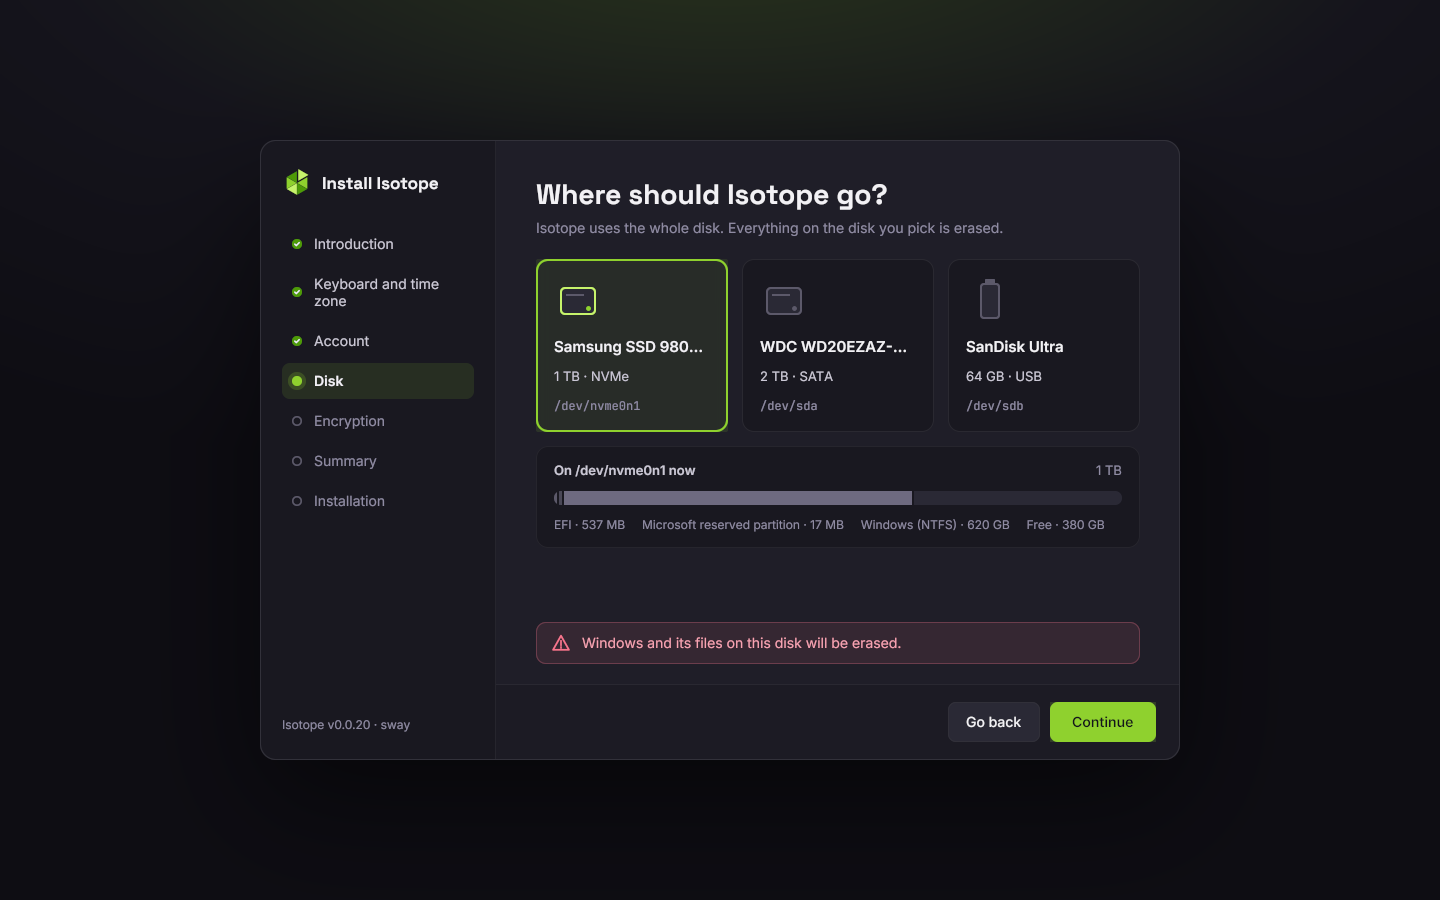 Install Isotope
Introduction
Keyboard and time
zone
Account
Disk
Encryption
Summary
Installation
Isotope v0.0.20 · sway
Where should Isotope go?
Isotope uses the whole disk. Everything on the disk you pick is erased.
Samsung SSD 980…
1 TB · NVMe
/dev/nvme0n1
WDC WD20EZAZ-…
2 TB · SATA
/dev/sda
SanDisk Ultra
64 GB · USB
/dev/sdb
On /dev/nvme0n1 now
1 TB
EFI · 537 MB
Microsoft reserved partition · 17 MB
Windows (NTFS) · 620 GB
Free · 380 GB
Windows and its files on this disk will be erased.
Go back
Continue